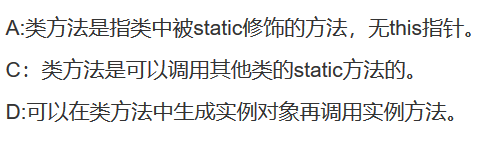 A:类方法是指类中被static修饰的方法，无this指针。
C：类方法是可以调用其他类的static方法的。
D:可以在类方法中生成实例对象再调用实例方法。